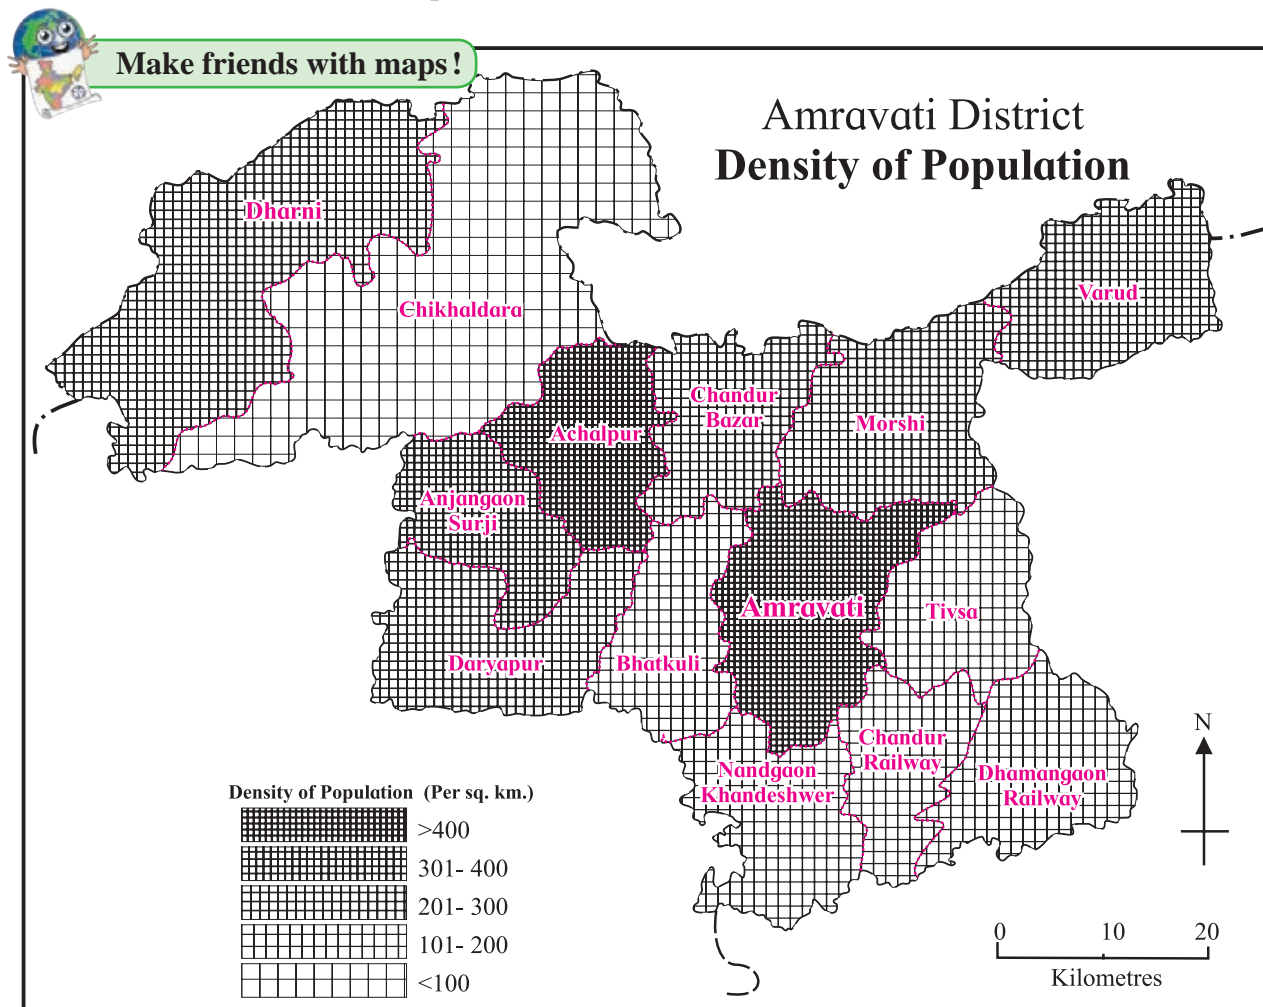 Make friends with maps!
Amravati District
Density of Population
Dharni
Varud
Chikhaldara
Chandur
Bazar
Achalpur
Morshi
Anjangaon
Surji
Amravati
Tivsa
Daryapur
Bhatkuli
N
Chandur
Railway
Nandgaon
Khandeshwer
Dhamangaon
Railway
Density of Population (Per sq. km.)
>400
301- 400
201- 300
101- 200
<100
0 10 20
Kilometres